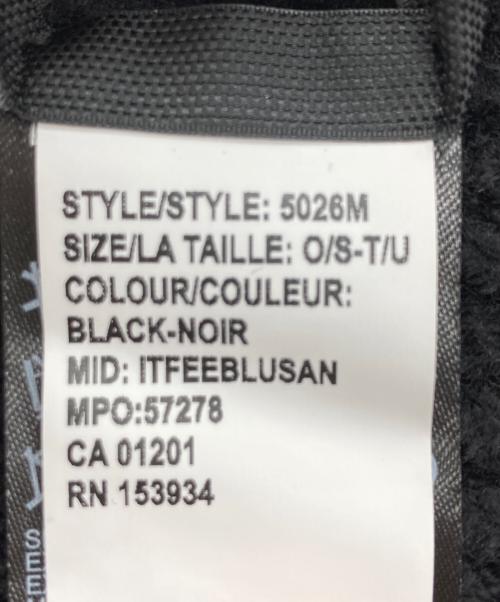 STYLE/STYLE: 5026M
SIZE/LA TAILLE: O/S-T/U
COLOUR/COULEUR:
BLACK-NOIR
MID: ITFEEBLUSAN
MPO:57278
CA 01201
RN 153934